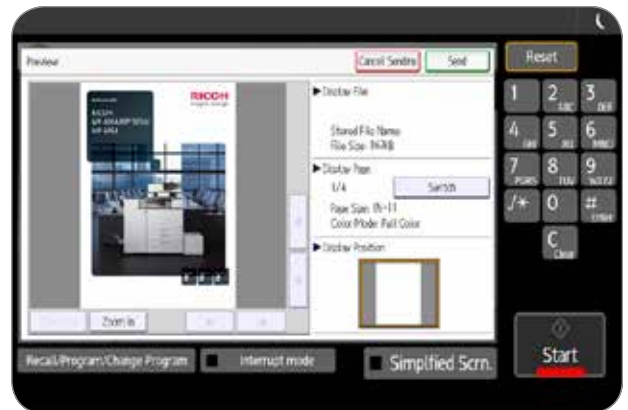 Preview
Cancel Sending
Send
Reset
RICOH
RICOH
▶Display File
Stored File Name
File Size
▶Display Page
1/4
Switch
Page Size
Color Mode: Full Color
▶Display Position
Zoom In
1
2 ABC
3 DEF
4 GHI
5 JKL
6 MNO
7 PQRS
8 TUV
9 WXYZ
./*
0
#
Enter
C
Clear
Recall/Program/Change Program
Interrupt mode
Simplified Scrn.
Start